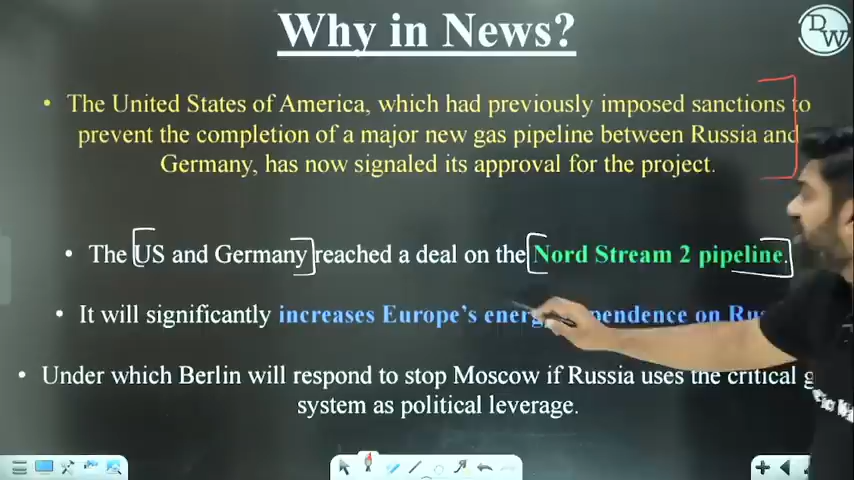 Why in News?
DW
• The United States of America, which had previously imposed sanctions to
prevent the completion of a major new gas pipeline between Russia and
Germany, has now signaled its approval for the project.
• The US and Germany reached a deal on the Nord Stream 2 pipeline.
• It will significantly increases Europe's on
• Under which Berlin will respond to stop Moscow if Russia uses the critical
system as political leverage.